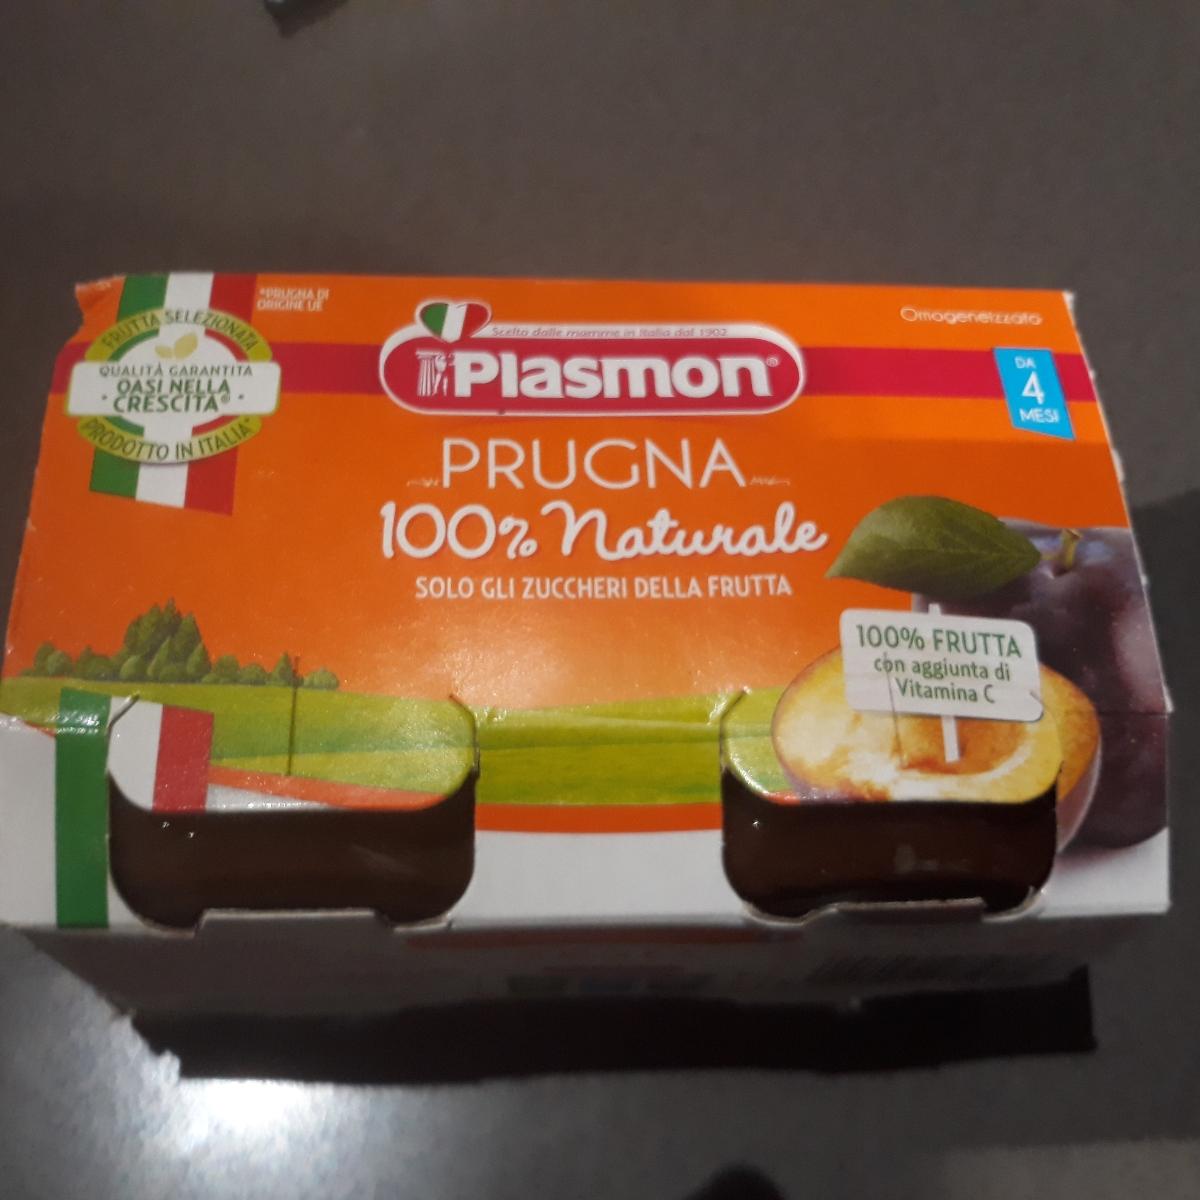 *PRUGNA DI
ORIGINE UE
FRUTTA SELEZIONATA
QUALITÀ GARANTITA
OASI NELLA
· CRESCITA® ·
PRODOTTO IN ITALIA*
Scelto dalle mamme in Italia dal 1902
Plasmon®
Omogeneizzato
DA
4
MESI
PRUGNA
100% Naturale
SOLO GLI ZUCCHERI DELLA FRUTTA
100% FRUTTA
con aggiunta di
Vitamina C